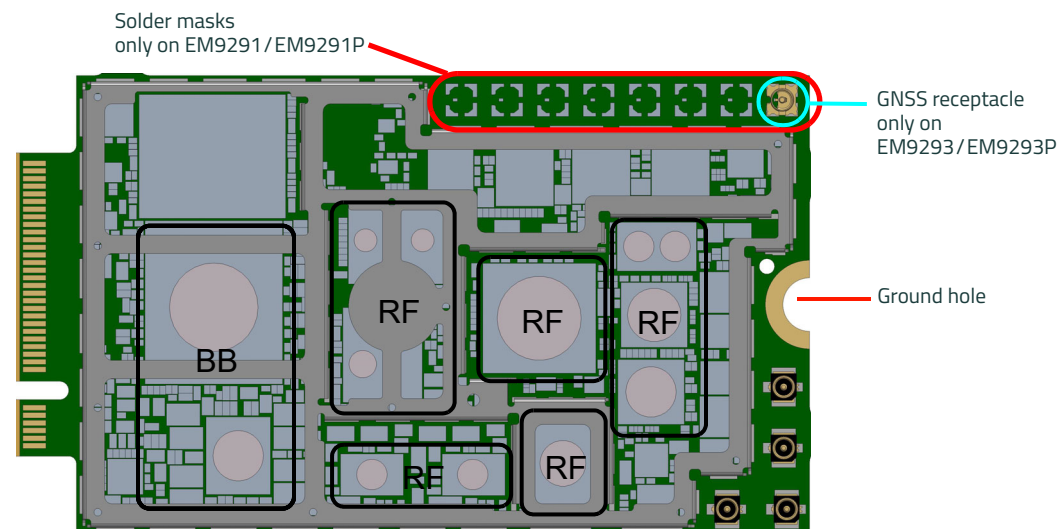 Solder masks
only on EM9291/EM9291P
GNSS receptacle
only on
EM9293/EM9293P
Ground hole
RF
RF
RF
BB
RF
RF